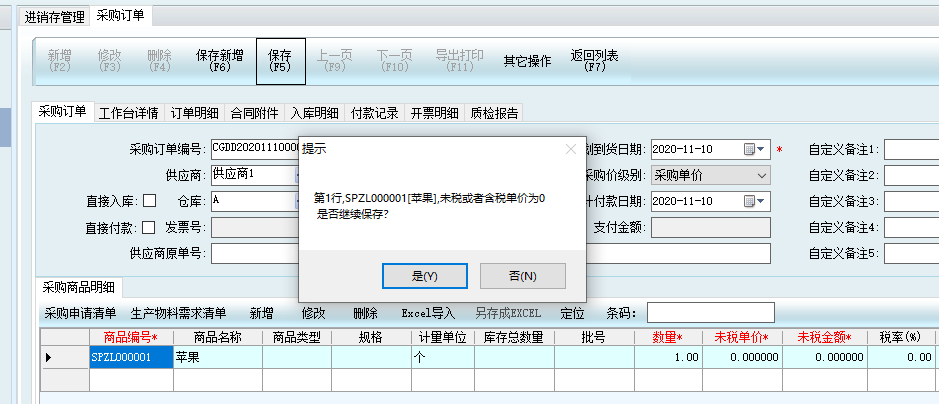 进销存管理 采购订单
新增 修改 删除 保存新增 保存 上一页 下一页 导出打印 其它操作 返回列表
(F2) (F3) (F4) (F6) (F5) (F9) (F10) (F11) (F7)
采购订单 工作台详情 订单明细 合同附件 入库明细 付款记录 开票明细 质检报告
提示
采购订单编号: 划到货日期: 2020-11-10 * 自定义备注1:
供应商: 供应商1 采购价级别: 采购单价 自定义备注2:
直接入库: 仓库: A 计付款日期: 2020-11-10 自定义备注3:
第1行,SPZL000001[苹果],未税或者含税单价为0
是否继续保存?
直接付款: 发票号: 支付金额: 自定义备注4:
供应商原单号: 自定义备注5:
是(Y) 否(N)
采购商品明细
采购申请清单 生产物料需求清单 新增 修改 删除 Excel导入 另存成EXCEL 定位 条码:
商品编号* 商品名称 商品类型 规格 计量单位 库存总数量 批号 数量* 未税单价* 未税金额* 税率(%)
SPZL000001 苹果 个 1.00 0.000000 0.000000 0.00